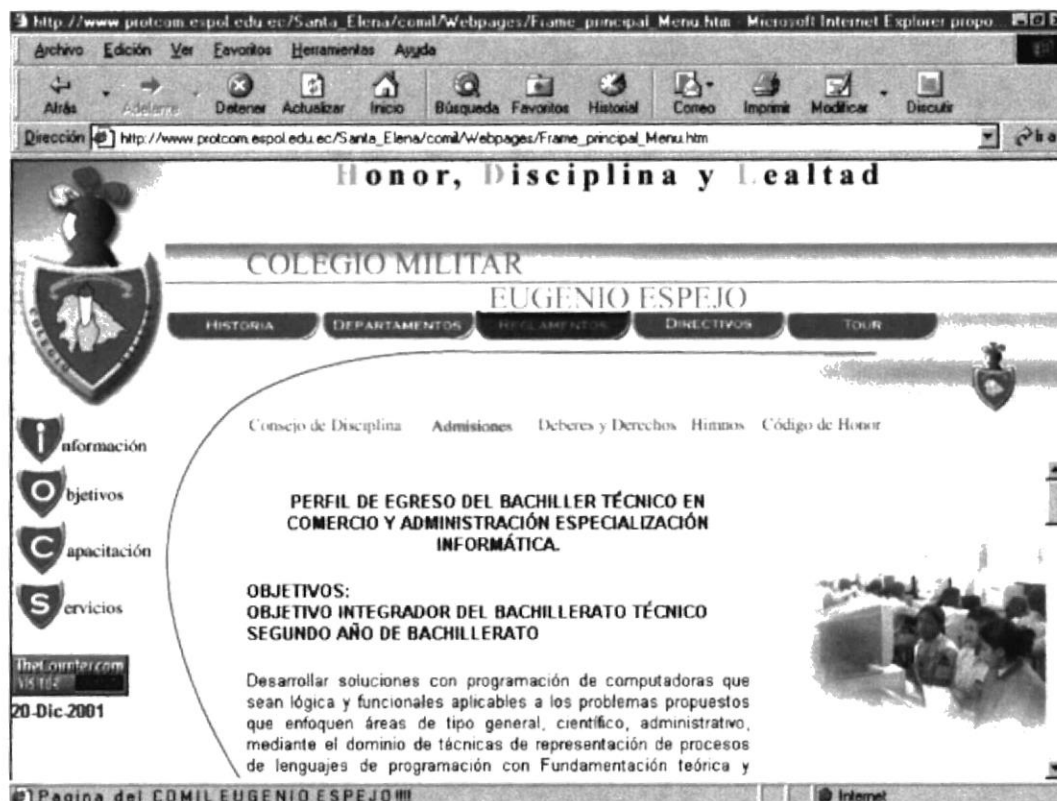 http://www.protcom.espol.edu.ec/Santa_Elena/comil/Webpages/Frame_principal_Menu.htm - Microsoft Internet Explorer propo
Archivo Edición Ver Favoritos Herramientas Ayuda
Atrás Adelante Detener Actualizar Inicio Búsqueda Favoritos Historial Correo Imprimir Modificar Discutir
Dirección http://www.protcom.espol.edu.ec/Santa_Elena/comil/Webpages/Frame_principal_Menu.htm Ir a
Honor, Disciplina y Lealtad
COLEGIO MILITAR
EUGENIO ESPEJO
HISTORIA DEPARTAMENTOS REGLAMENTOS DIRECTIVOS TOUR
COLEGIO
Consejo de Disciplina Admisiones Deberes y Derechos Himnos Código de Honor
Información
Objetivos
Capacitación
Servicios
TheCounter.com
20-Dic-2001
PERFIL DE EGRESO DEL BACHILLER TÉCNICO EN
COMERCIO Y ADMINISTRACIÓN ESPECIALIZACIÓN
INFORMÁTICA.
OBJETIVOS:
OBJETIVO INTEGRADOR DEL BACHILLERATO TÉCNICO
SEGUNDO AÑO DE BACHILLERATO
Desarrollar soluciones con programación de computadoras que
sean lógica y funcionales aplicables a los problemas propuestos
que enfoquen áreas de tipo general, científico, administrativo,
mediante el dominio de técnicas de representación de procesos
de lenguajes de programación con Fundamentación teórica y
Pagina del COMIL EUGENIO ESPEJO!!!! Internet